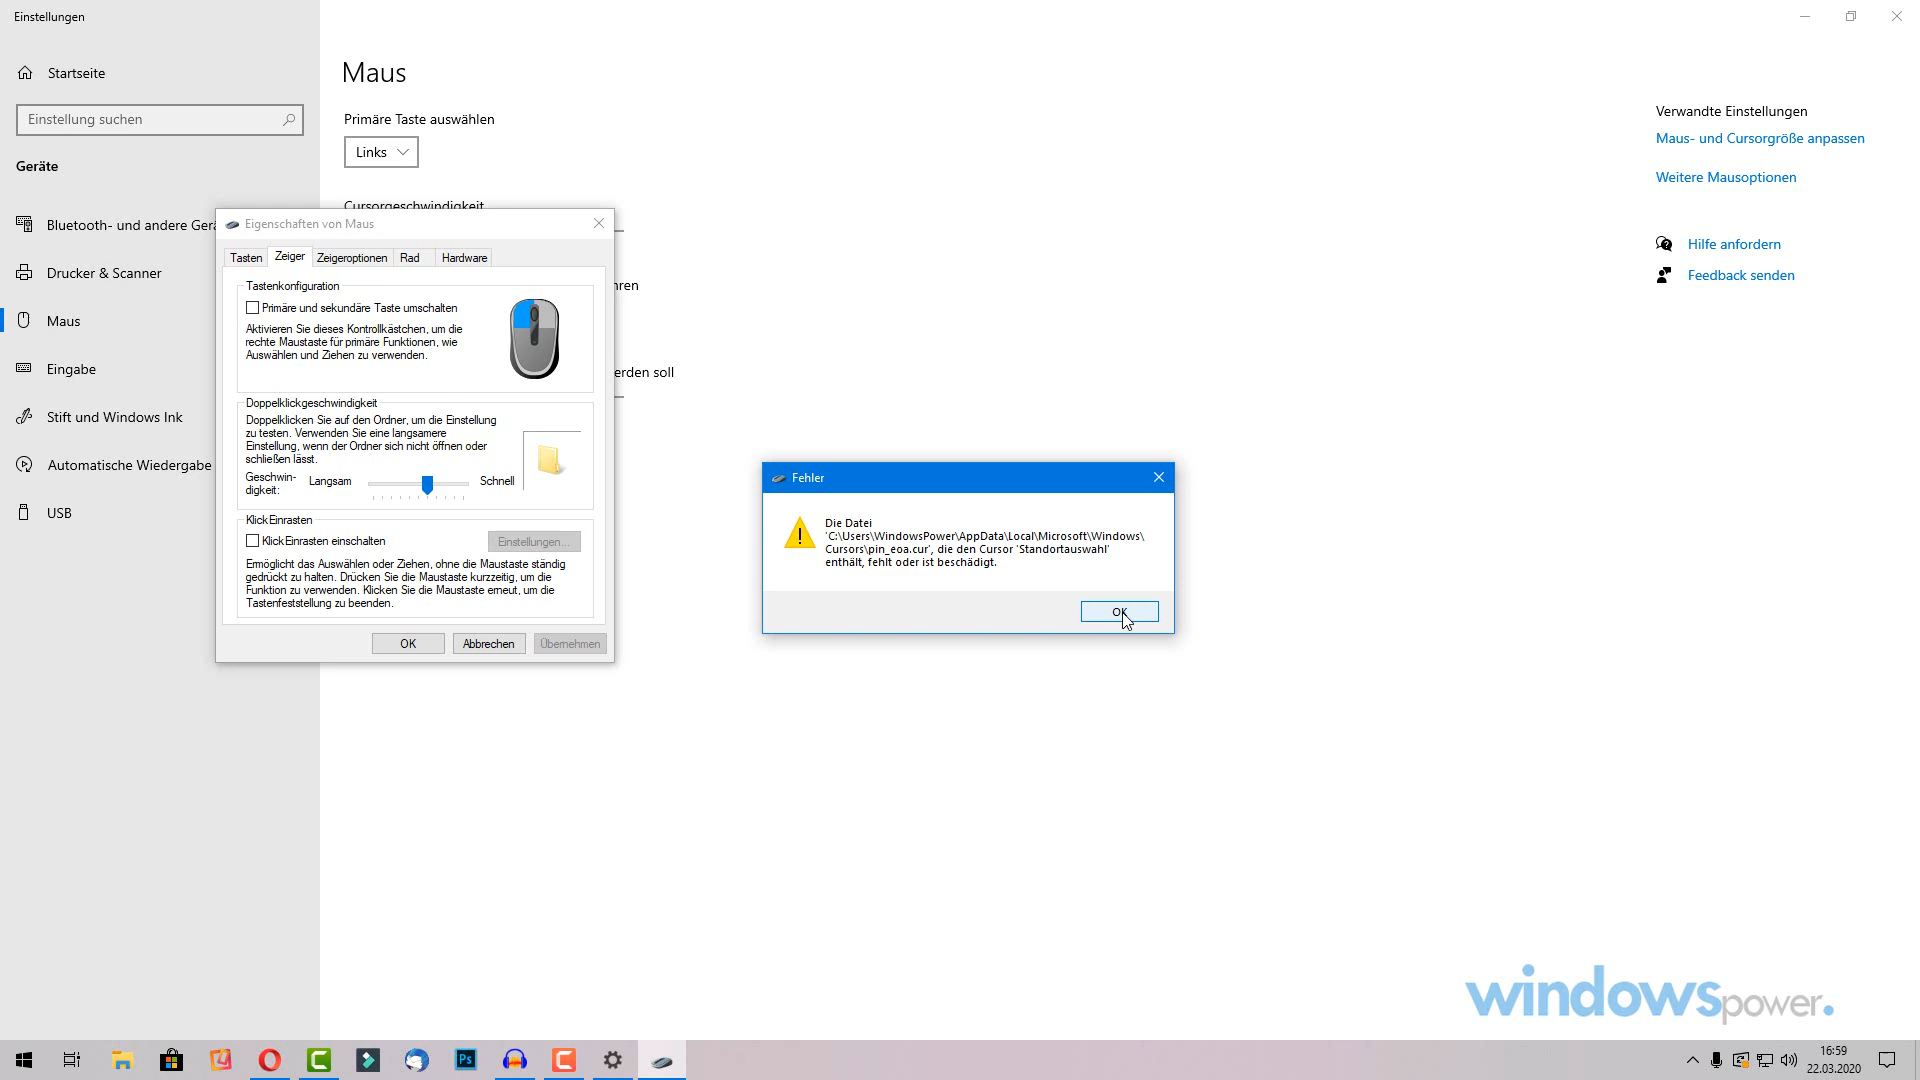 Einstellungen
Startseite
Einstellung suchen
Geräte
Bluetooth- und andere Gerä
Drucker & Scanner
Maus
Eingabe
Stift und Windows Ink
Automatische Wiedergabe
USB
Maus
Primäre Taste auswählen
Links
Cursorgeschwindigkeit
hren
erden soll
Verwandte Einstellungen
Maus- und Cursorgröße anpassen
Weitere Mausoptionen
Hilfe anfordern
Feedback senden
Eigenschaften von Maus
Tasten Zeiger Zeigeroptionen Rad Hardware
Tastenkonfiguration
Primäre und sekundäre Taste umschalten
Aktivieren Sie dieses Kontrollkästchen, um die
rechte Maustaste für primäre Funktionen, wie
Auswählen und Ziehen zu verwenden.
Doppelklickgeschwindigkeit
Doppelklicken Sie auf den Ordner, um die Einstellung
zu testen. Verwenden Sie eine langsamere
Einstellung, wenn der Ordner sich nicht öffnen oder
schließen lässt.
Geschwin-
digkeit:
Langsam
Schnell
KlickEinrasten
KlickEinrasten einschalten
Einstellungen...
Ermöglicht das Auswählen oder Ziehen, ohne die Maustaste ständig
gedrückt zu halten. Drücken Sie die Maustaste kurzzeitig, um die
Funktion zu verwenden. Klicken Sie die Maustaste erneut, um die
Tastenfeststellung zu beenden.
OK Abbrechen Übernehmen
Fehler
Die Datei
'C:\Users\WindowsPower\AppData\Local\Microsoft\Windows\
Cursors\pin_eoa.cur', die den Cursor 'Standortauswahl'
enthält, fehlt oder ist beschädigt.
OK
windowspower.
Ps
16:59
22.03.2020